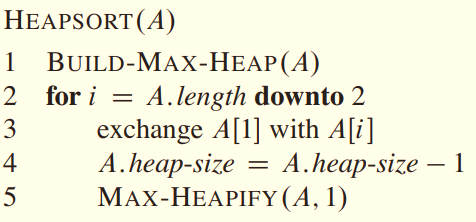 HEAPSORT(A)
1 BUILD-MAX-HEAP(A)
2 for i = A.length downto 2
3 exchange A[1] with A[i]
4 A.heap-size = A.heap-size − 1
5 MAX-HEAPIFY(A, 1)